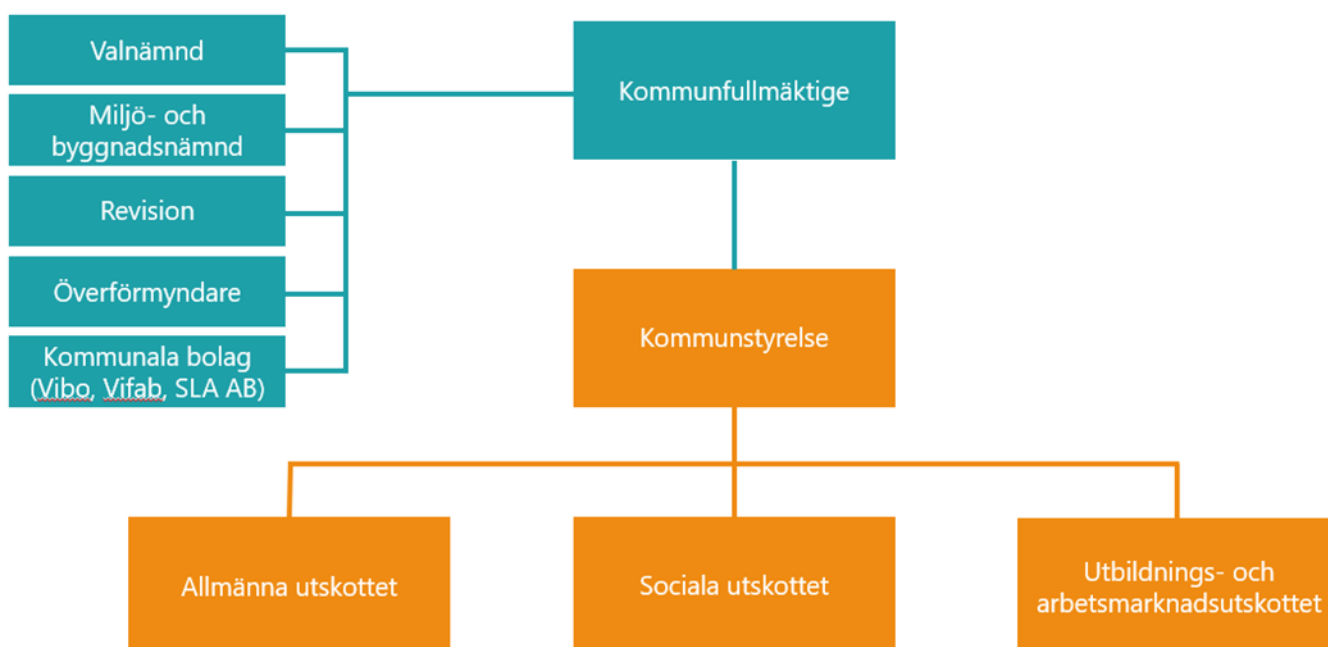 Valnämnd
Miljö- och
byggnadsnämnd
Revision
Överförmyndare
Kommunala bolag
(Vibo, Vifab, SLA AB)
Kommunfullmäktige
Kommunstyrelse
Allmänna utskottet
Sociala utskottet
Utbildnings- och
arbetsmarknadsutskottet